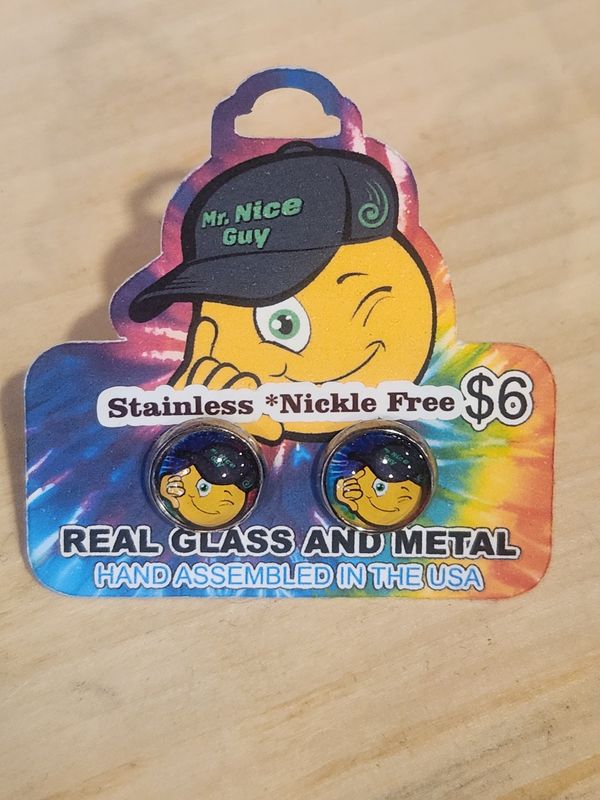 Mr. Nice
Guy
Stainless *Nickle Free $6
REAL GLASS AND METAL
HAND ASSEMBLED IN THE USA